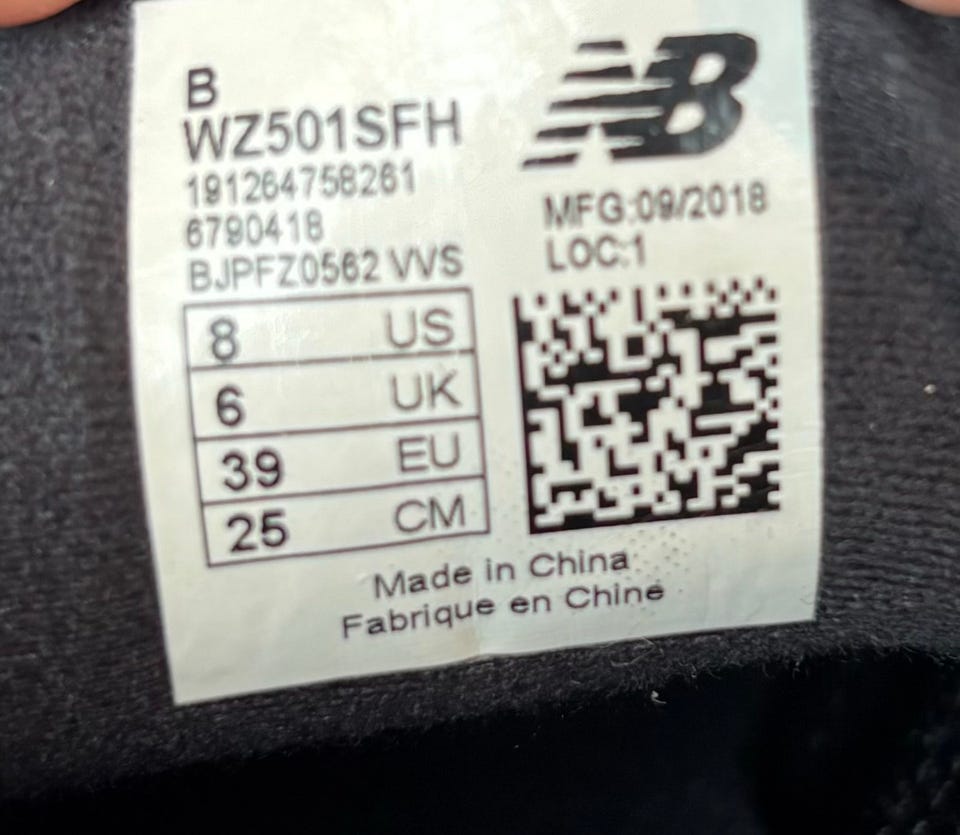 B
WZ501SFH
191264758261
6790418
BJPFZ0562 VVS
NB
MFG:09/2018
LOC:1
8 US
6 UK
39 EU
25 CM
Made in China
Fabrique en Chine